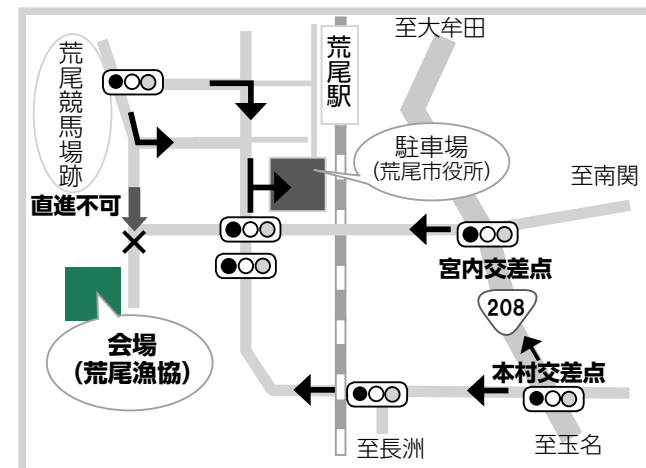 至大牟田
荒尾競馬場跡
荒尾駅
駐車場
(荒尾市役所)
至南関
直進不可
宮内交差点
208
会場
(荒尾漁協)
本村交差点
至長洲
至玉名